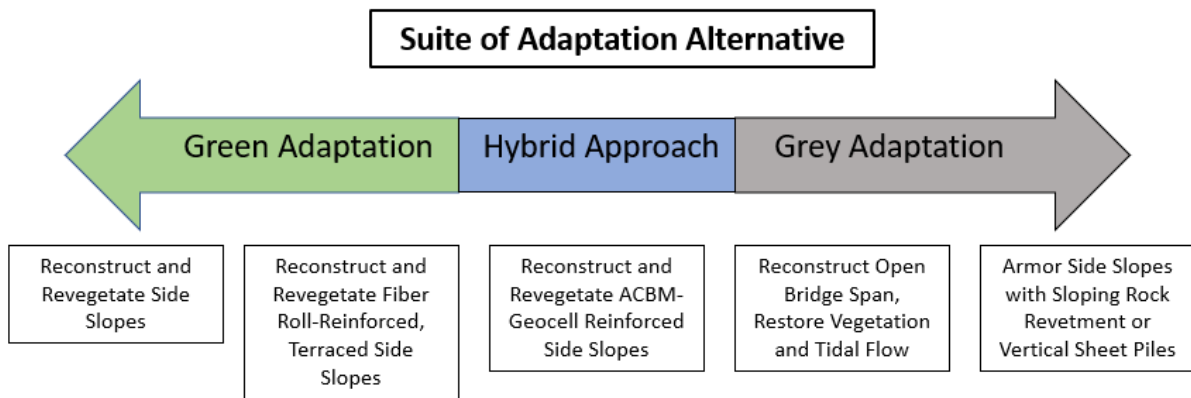 Suite of Adaptation Alternative
Green Adaptation
Hybrid Approach
Grey Adaptation
Reconstruct and
Revegetate Side
Slopes
Reconstruct and
Revegetate Fiber
Roll-Reinforced,
Terraced Side
Slopes
Reconstruct and
Revegetate ACBM-
Geocell Reinforced
Side Slopes
Reconstruct Open
Bridge Span,
Restore Vegetation
and Tidal Flow
Armor Side Slopes
with Sloping Rock
Revetment or
Vertical Sheet Piles